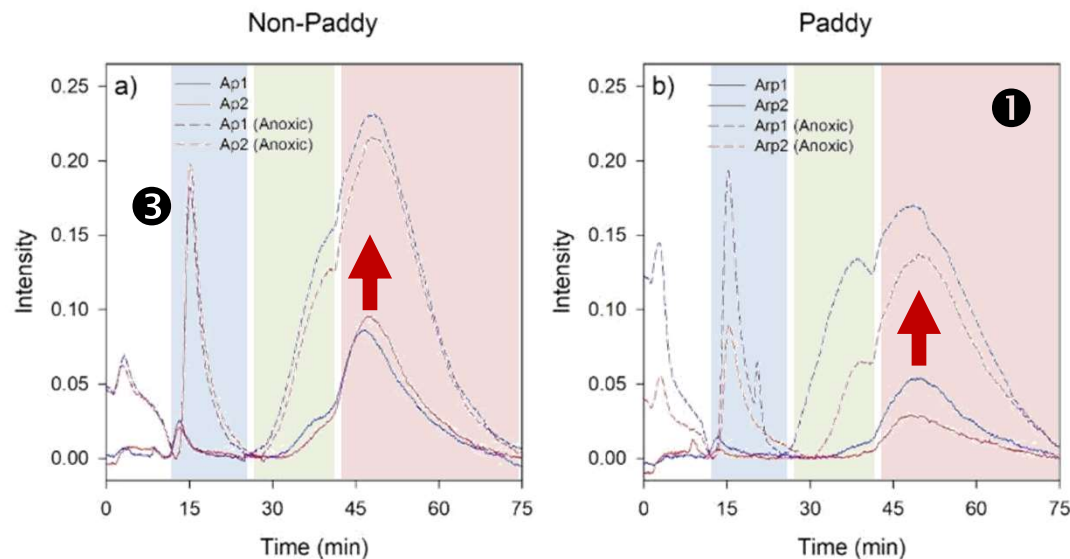 Non-Paddy
Paddy
a)
Ap1
Ap2
Ap1 (Anoxic)
Ap2 (Anoxic)
❸
0.25
0.20
0.15
0.10
0.05
0.00
Intensity
0 15 30 45 60 75
Time (min)
b)
Arp1
Arp2
Arp1 (Anoxic)
Arp2 (Anoxic)
❶
0.25
0.20
0.15
0.10
0.05
0.00
Intensity
0 15 30 45 60 75
Time (min)